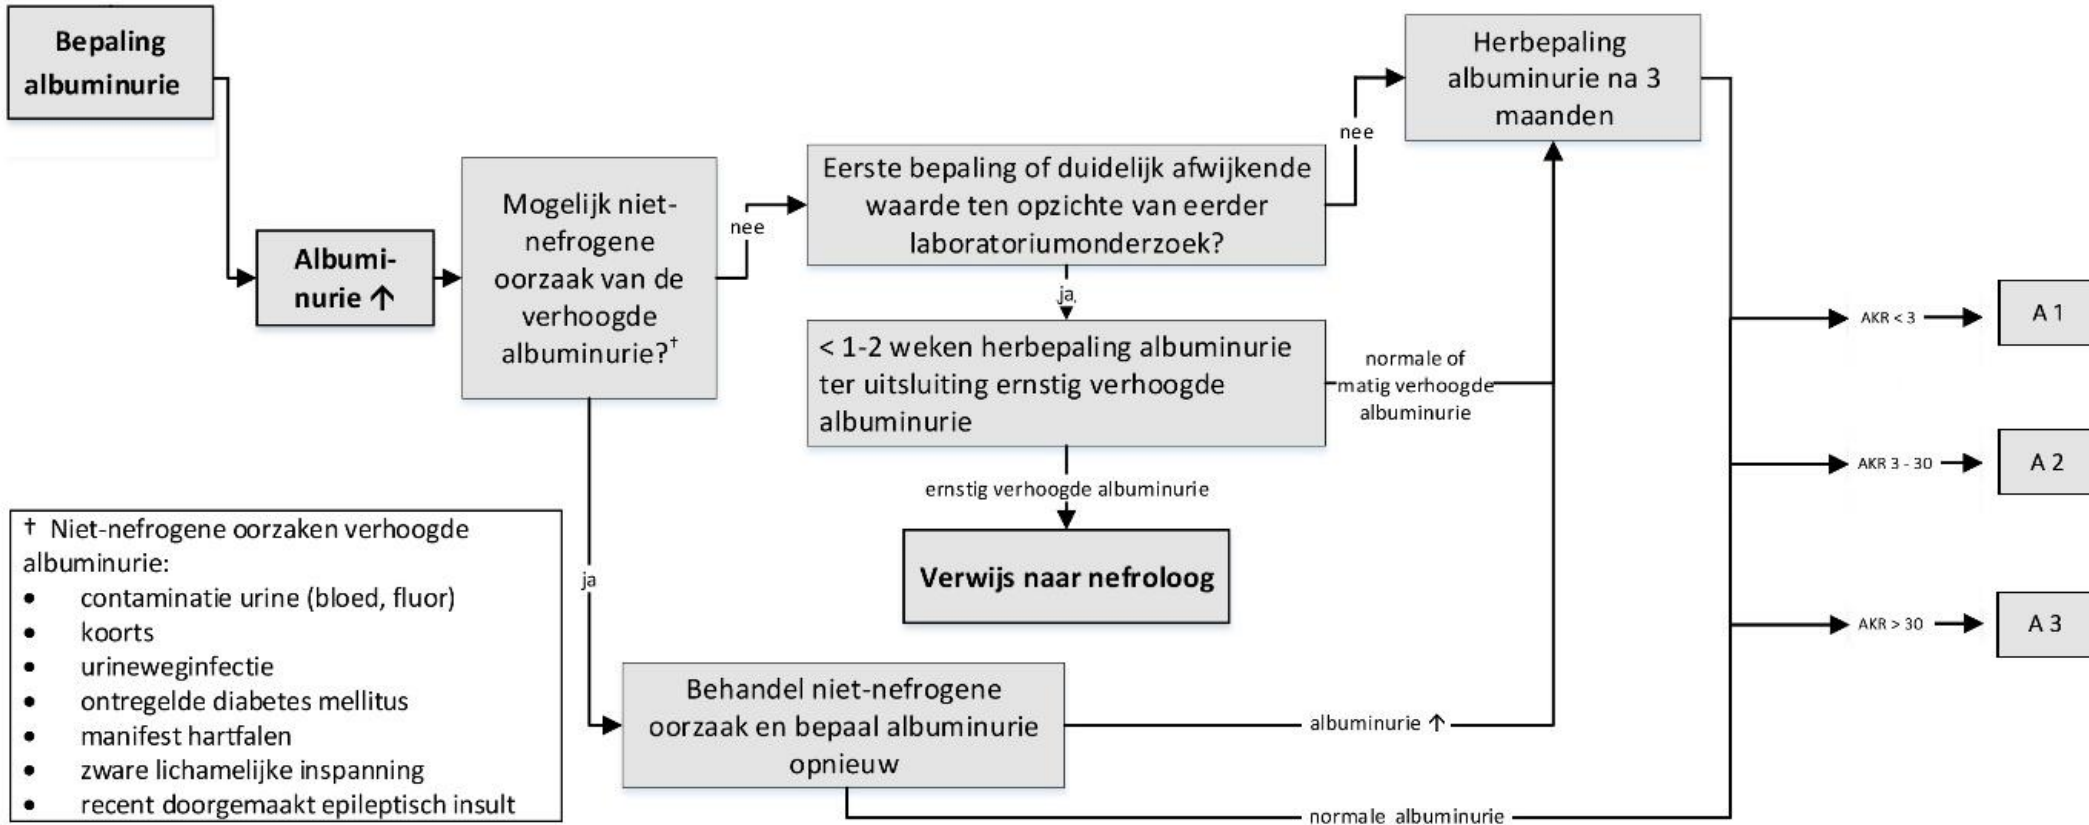 Bepaling
albuminurie
Albumi-
nurie ↑
Mogelijk niet-
nefrogene
oorzaak van de
verhoogde
albuminurie?†
nee
Eerste bepaling of duidelijk afwijkende
waarde ten opzichte van eerder
laboratoriumonderzoek?
nee
Herbepaling
albuminurie na 3
maanden
ja
< 1-2 weken herbepaling albuminurie
ter uitsluiting ernstig verhoogde
albuminurie
normale of
matig verhoogde
albuminurie
ernstig verhoogde albuminurie
Verwijs naar nefroloog
ja
Behandel niet-nefrogene
oorzaak en bepaal albuminurie
opnieuw
albuminurie ↑
normale albuminurie
AKR < 3
A 1
AKR 3 - 30
A 2
AKR > 30
A 3
† Niet-nefrogene oorzaken verhoogde
albuminurie:
• contaminatie urine (bloed, fluor)
• koorts
• urineweginfectie
• ontregelde diabetes mellitus
• manifest hartfalen
• zware lichamelijke inspanning
• recent doorgemaakt epileptisch insult